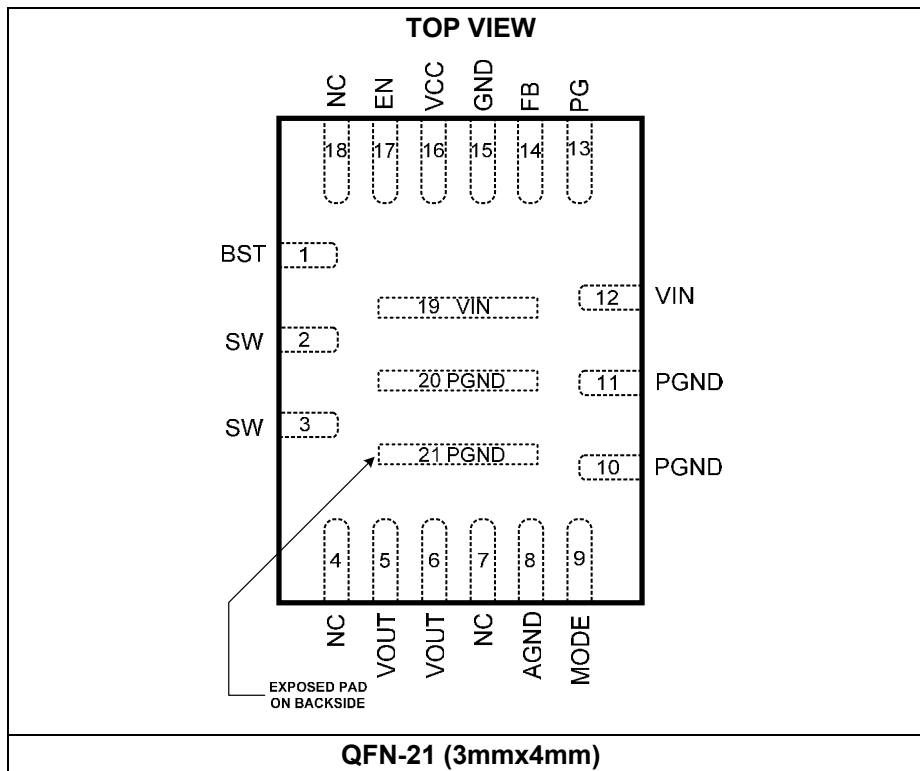 TOP VIEW
NC EN VCC GND FB PG
18 17 16 15 14 13
BST 1
19 VIN
12 VIN
SW 2
20 PGND
11 PGND
SW 3
21 PGND
10 PGND
4 5 6 7 8 9
NC VOUT VOUT NC AGND MODE
EXPOSED PAD
ON BACKSIDE
QFN-21 (3mmx4mm)